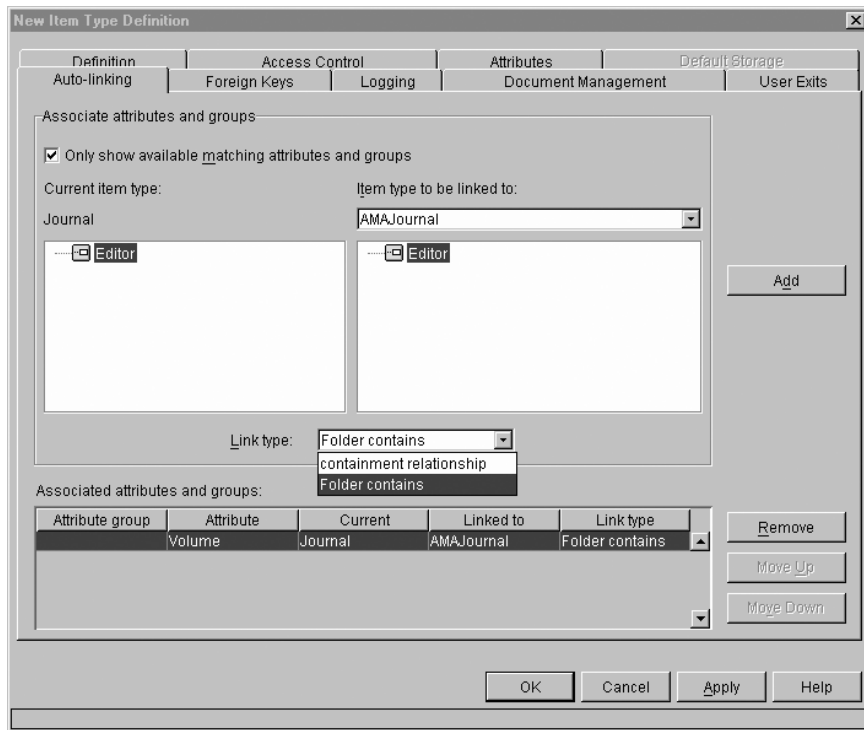 New Item Type Definition
Definition Access Control Attributes Default Storage
Auto-linking Foreign Keys Logging Document Management User Exits
Associate attributes and groups
Only show available matching attributes and groups
Current item type: Item type to be linked to:
Journal AMAJournal
Editor Editor
Add
Link type: Folder contains
containment relationship
Folder contains
Associated attributes and groups:
Attribute group Attribute Current Linked to Link type
Volume Journal AMAJournal Folder contains
Remove
Move Up
Move Down
OK Cancel Apply Help